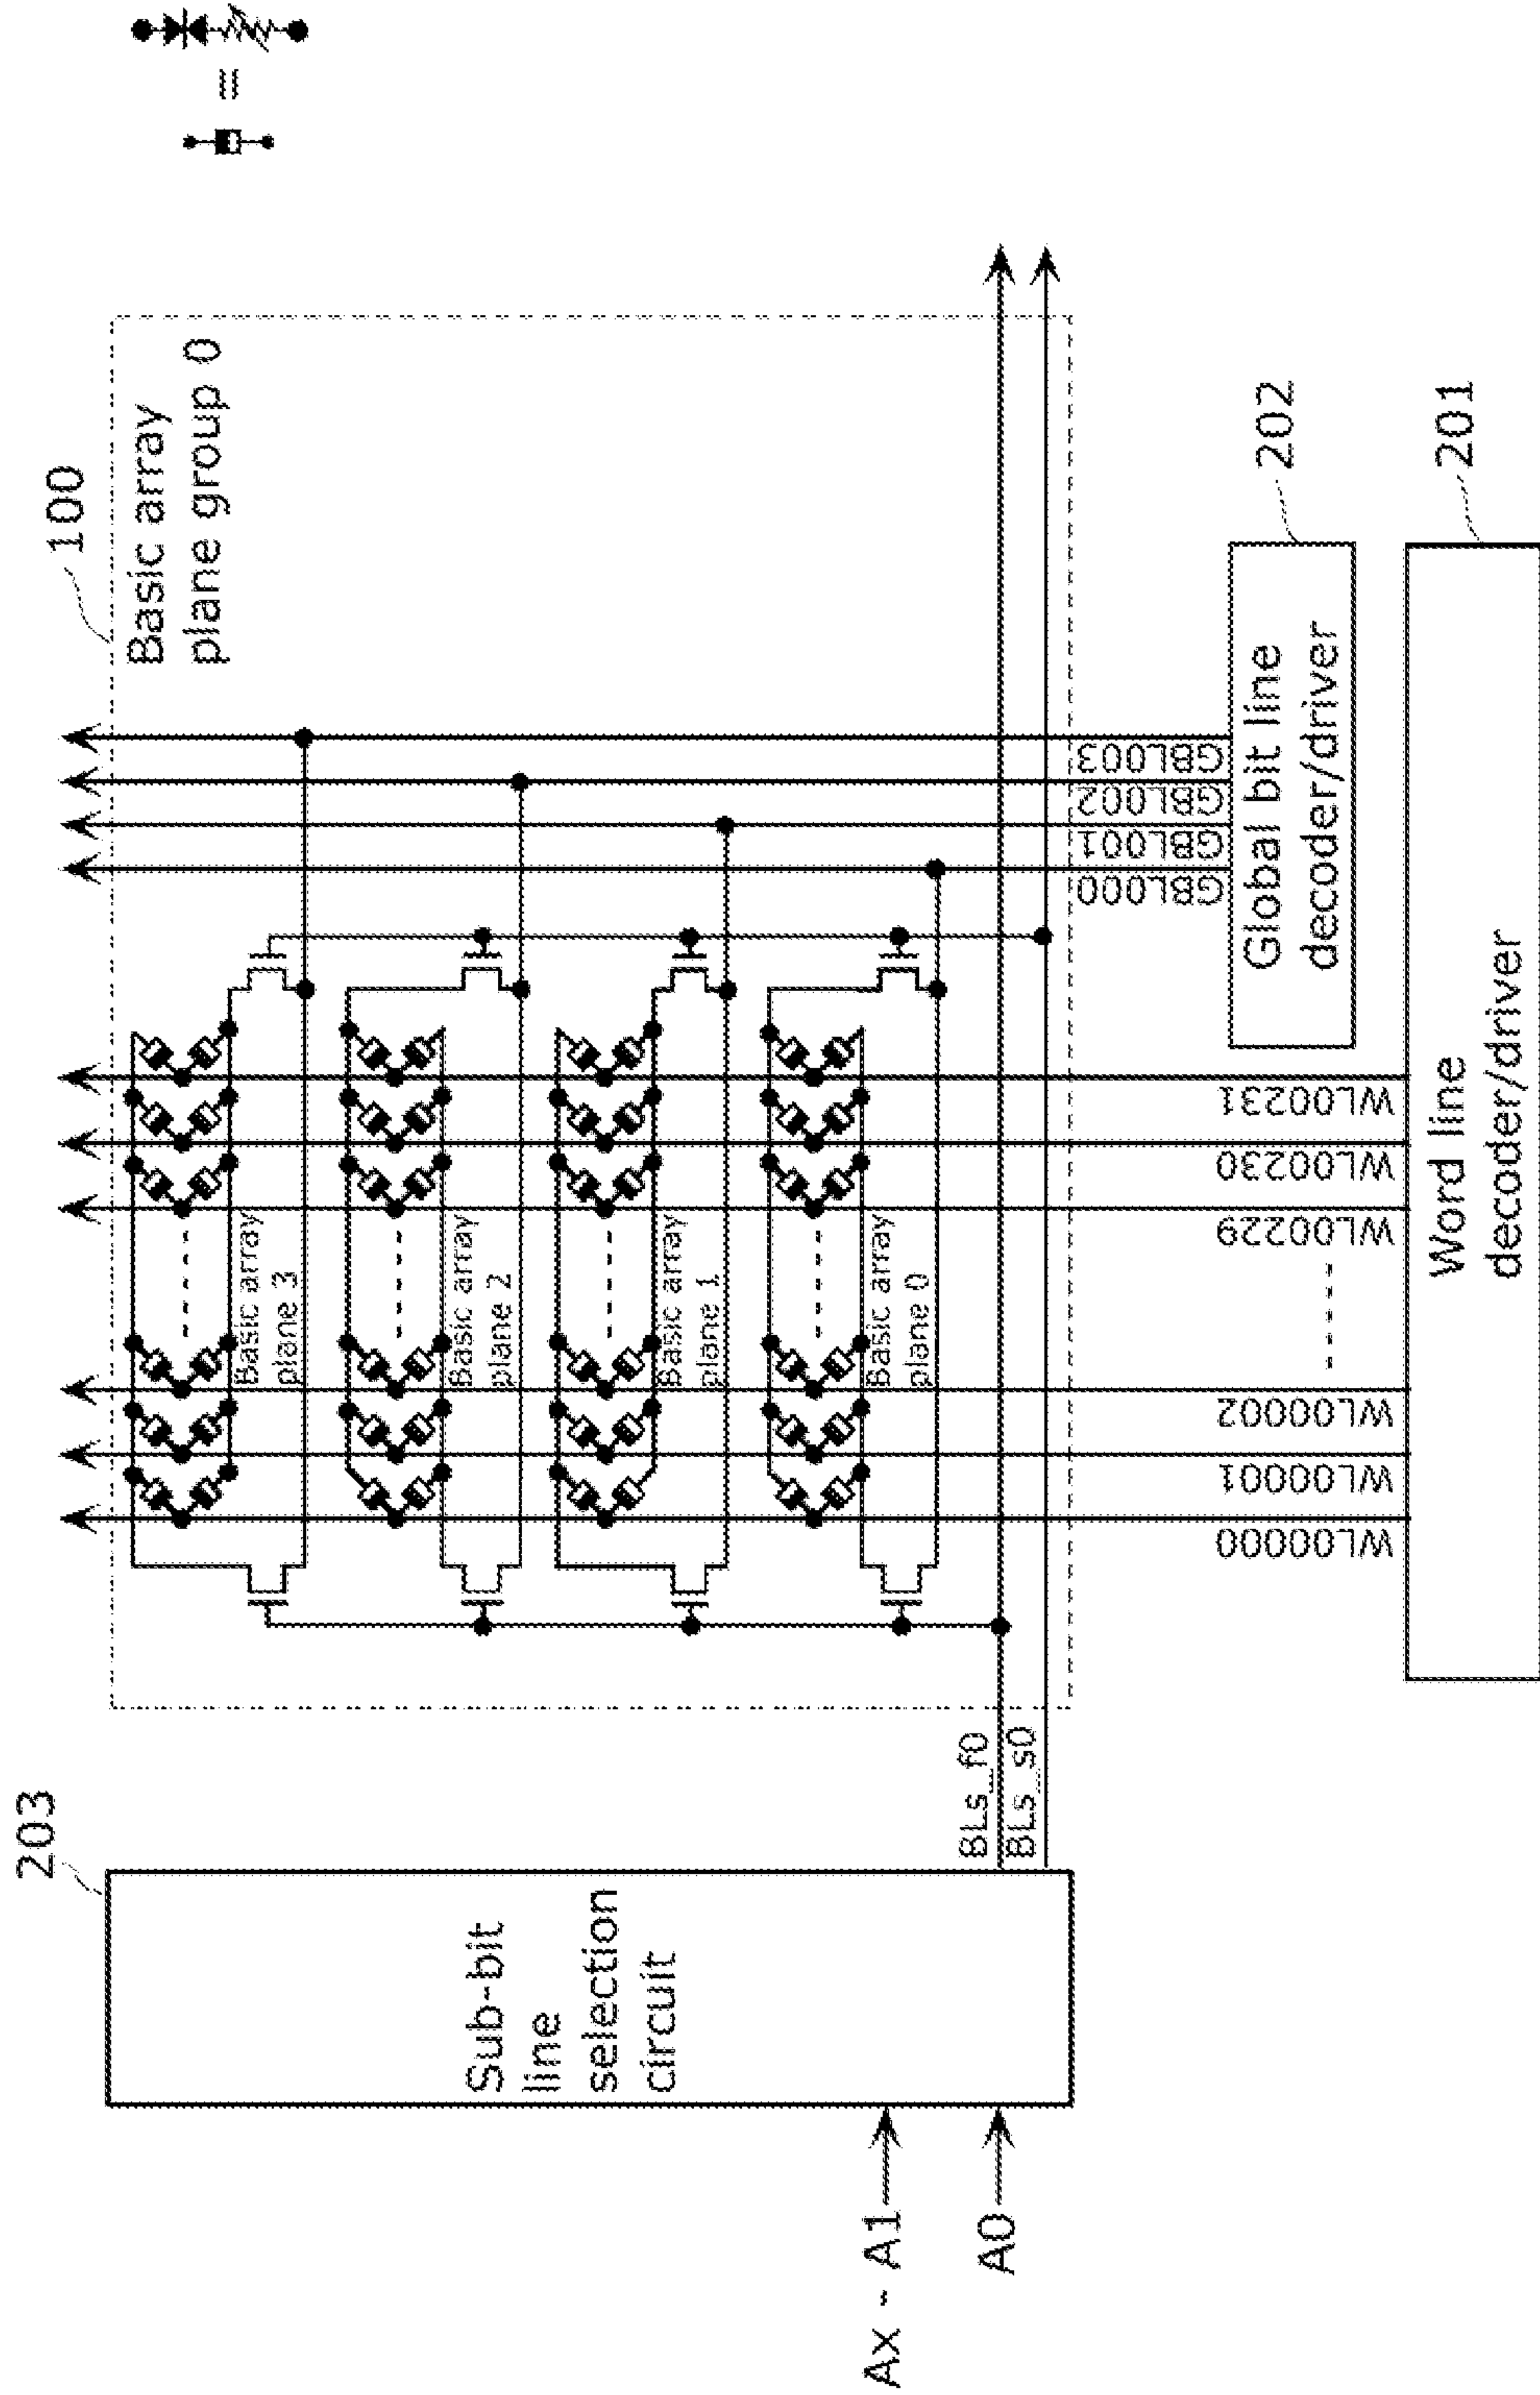 203
Sub-bit
line
selection
circuit
Ax - A1
A0
BLs_f0
BLs_s0
100
Basic array
plane group 0
Basic array
plane 3
Basic array
plane 2
Basic array
plane 1
Basic array
plane 0
=
WL00000
WL00001
WL00002
WL00229
WL00230
WL00231
GBL000
GBL001
GBL002
GBL003
Global bit line
decoder/driver
202
Word line
decoder/driver
201